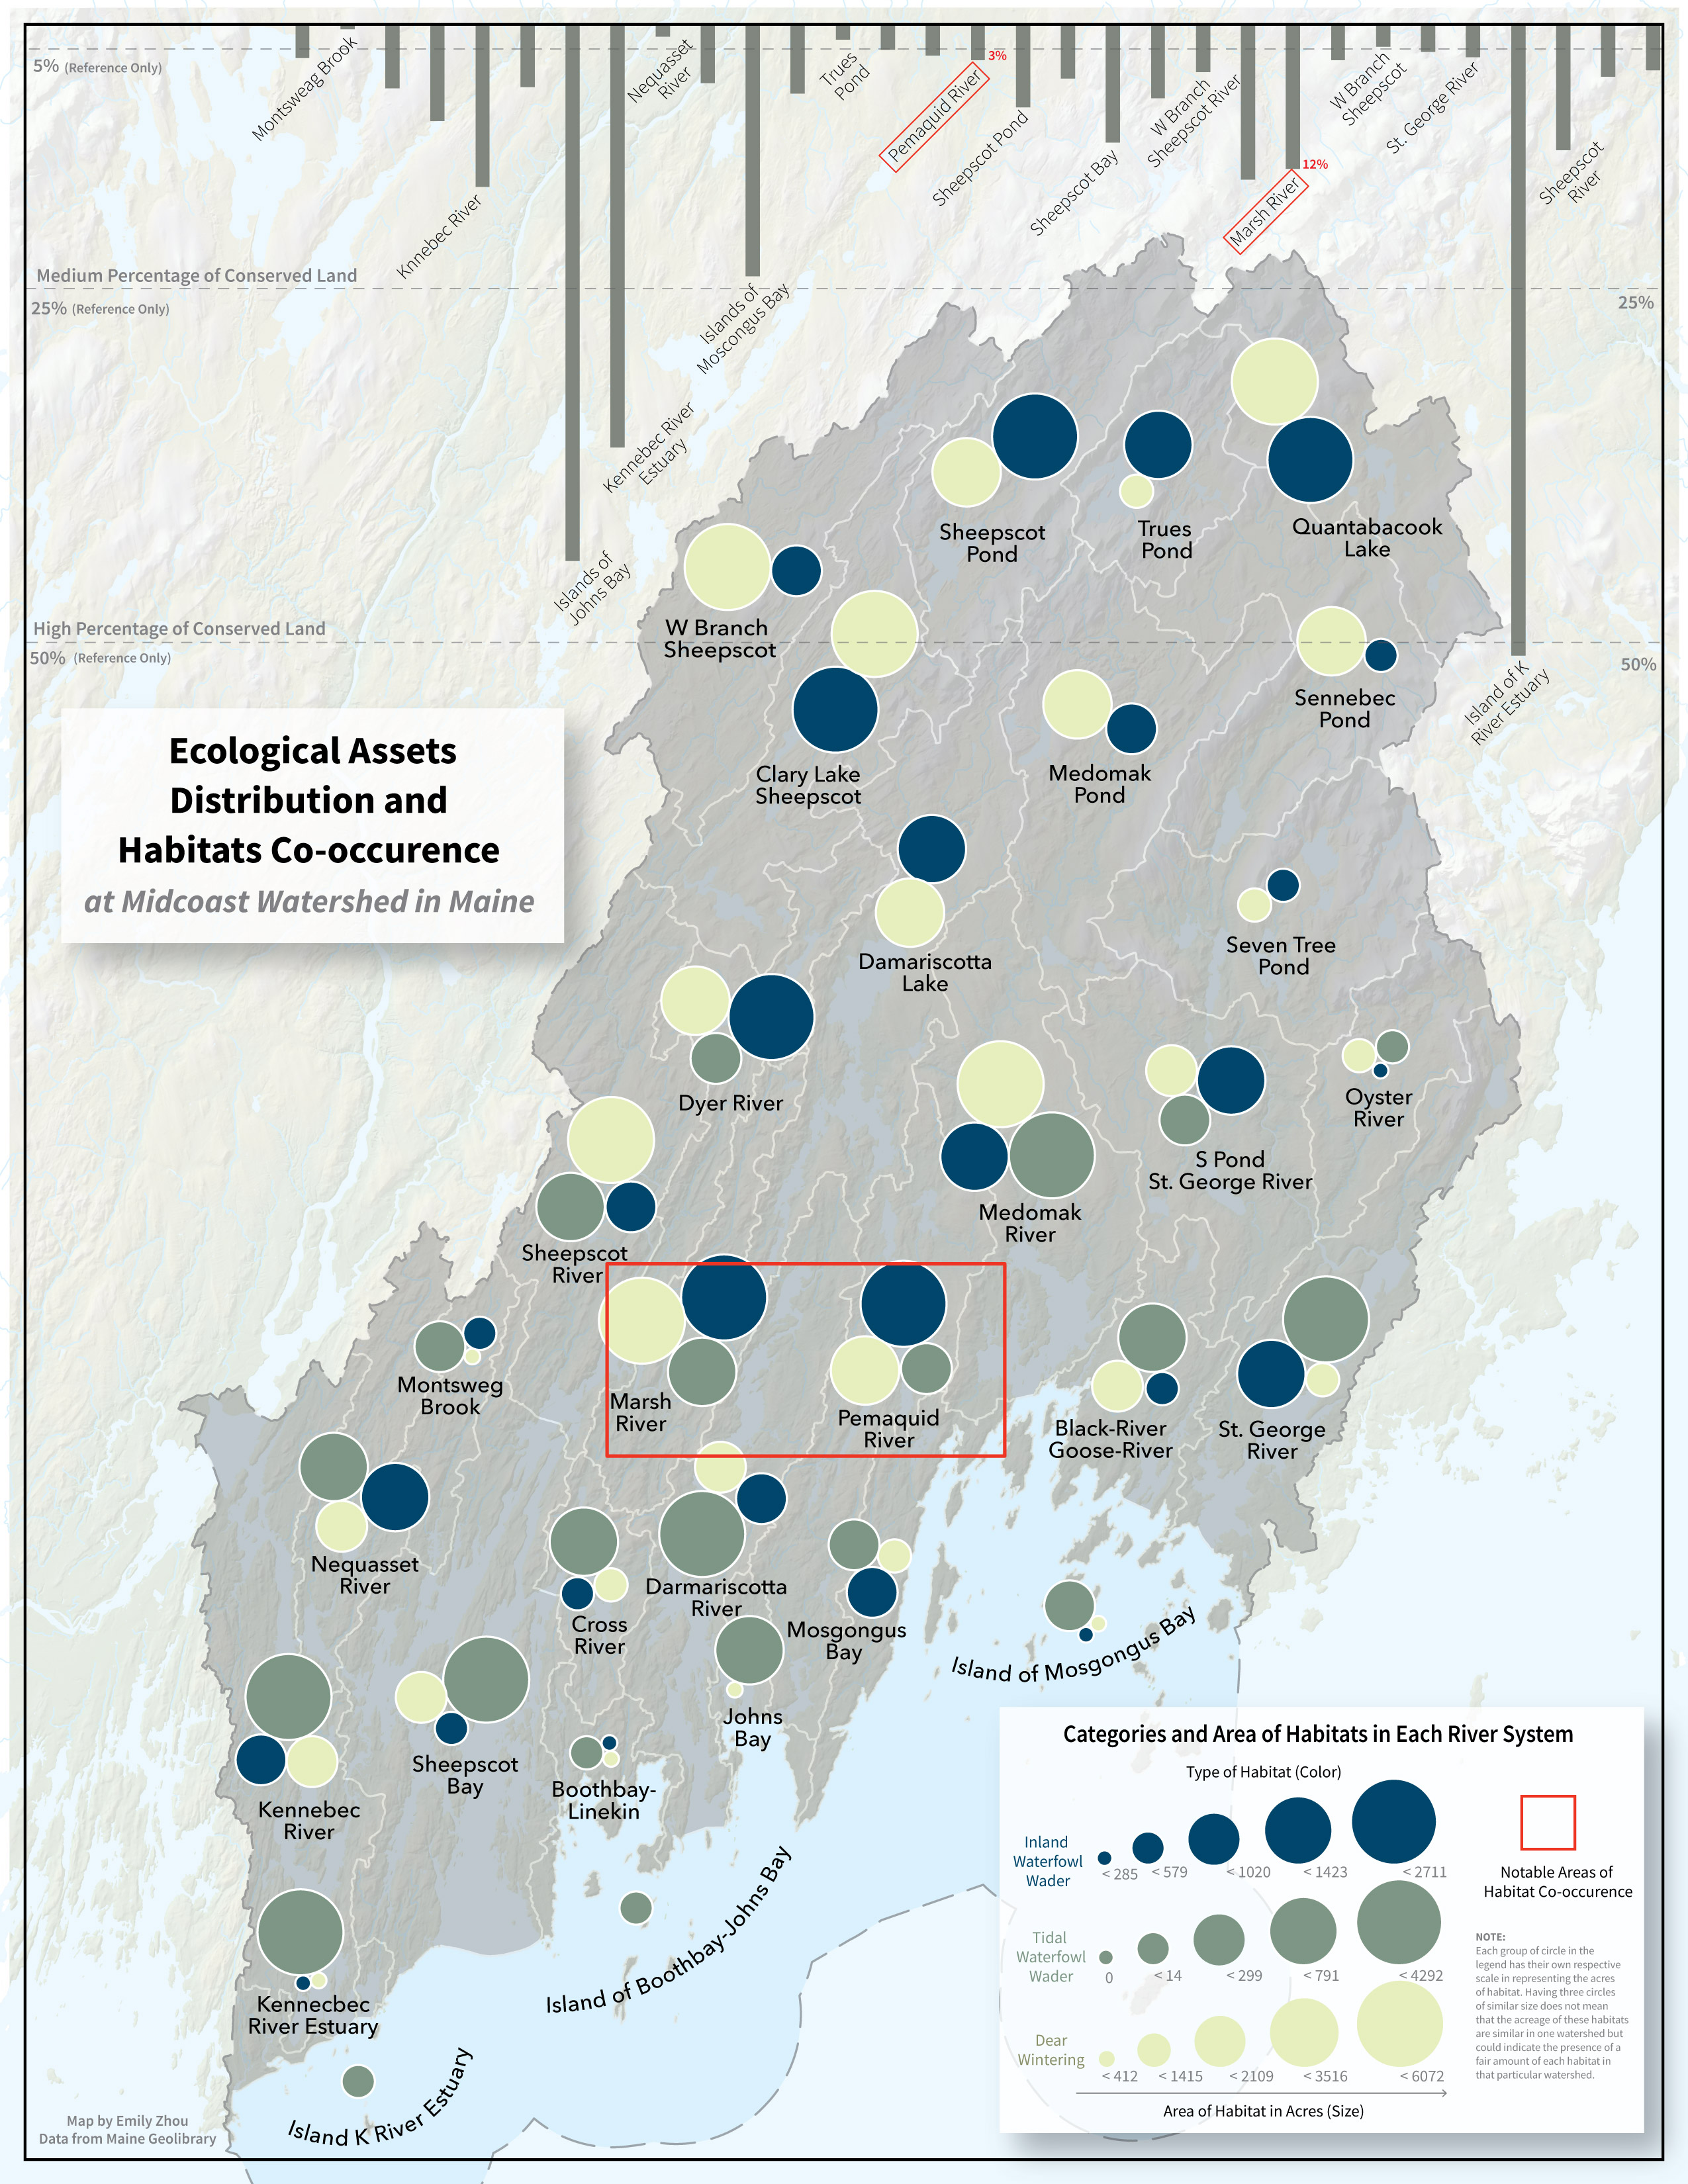 5% (Reference Only)
Montsweag Brook
Knnebec River
Islands of
Johns Bay
Kennebec River
Estuary
Nequasset
River
Islands of
Moscongus Bay
Trues
Pond
3%
Pemaquid River
Sheepscot Pond
Sheepscot Bay
W Branch
Sheepscot River
12%
Marsh River
W Branch
Sheepscot
St. George River
Island of K
River Estuary
Sheepscot
River
Medium Percentage of Conserved Land
25% (Reference Only)
25%
High Percentage of Conserved Land
50% (Reference Only)
50%
Ecological Assets
Distribution and
Habitats Co-occurence
at Midcoast Watershed in Maine
Sheepscot
Pond
Trues
Pond
Quantabacook
Lake
W Branch
Sheepscot
Clary Lake
Sheepscot
Medomak
Pond
Sennebec
Pond
Damariscotta
Lake
Seven Tree
Pond
Dyer River
Oyster
River
S Pond
St. George River
Medomak
River
Sheepscot
River
Montsweg
Brook
Marsh
River
Pemaquid
River
Black-River
Goose-River
St. George
River
Nequasset
River
Cross
River
Darmariscotta
River
Mosgongus
Bay
Island of Mosgongus Bay
Johns
Bay
Sheepscot
Bay
Boothbay-
Linekin
Kennebec
River
Island of Boothbay-Johns Bay
Kennecbec
River Estuary
Island K River Estuary
Categories and Area of Habitats in Each River System
Type of Habitat (Color)
Inland
Waterfowl
Wader
< 285 < 579 < 1020 < 1423 < 2711
Tidal
Waterfowl
Wader
0 < 14 < 299 < 791 < 4292
Dear
Wintering
< 412 < 1415 < 2109 < 3516 < 6072
Area of Habitat in Acres (Size)
Notable Areas of
Habitat Co-occurence
NOTE:
Each group of circle in the
legend has their own respective
scale in representing the acres
of habitat. Having three circles
of similar size does not mean
that the acreage of these habitats
are similar in one watershed but
could indicate the presence of a
fair amount of each habitat in
that particular watershed.
Map by Emily Zhou
Data from Maine Geolibrary